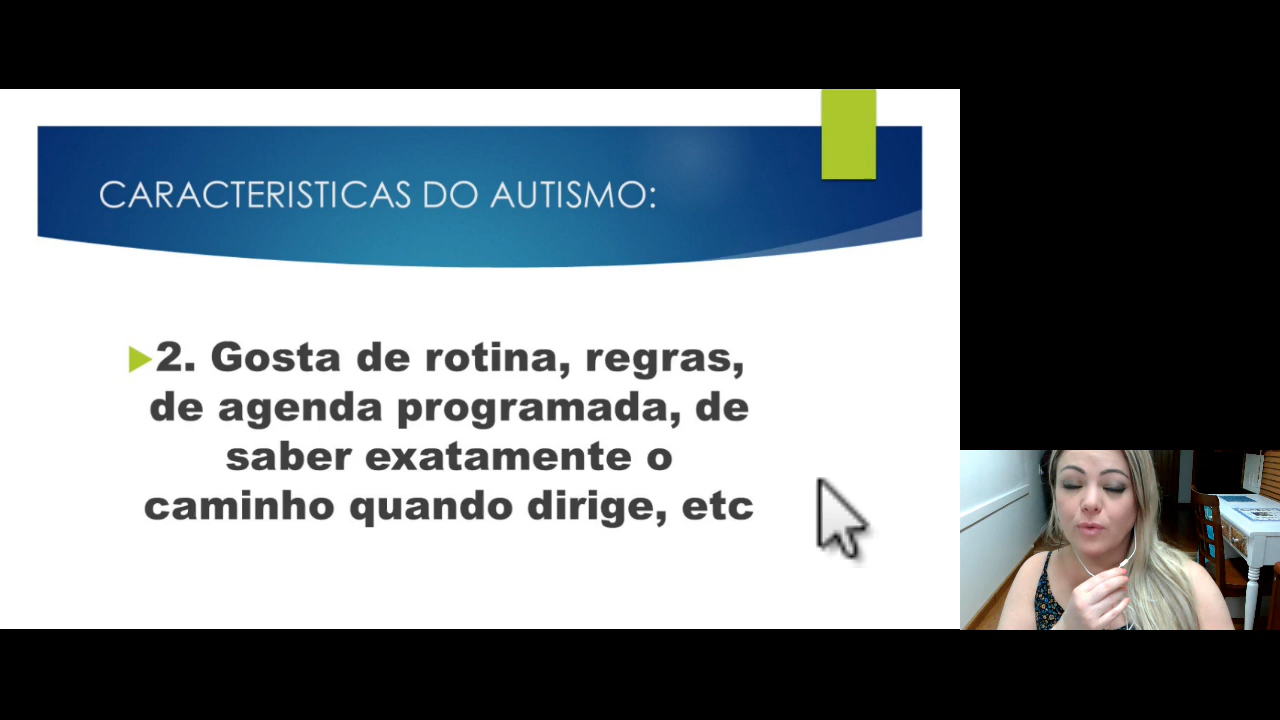 CARACTERISTICAS DO AUTISMO:
2. Gosta de rotina, regras,
de agenda programada, de
saber exatamente o
caminho quando dirige, etc